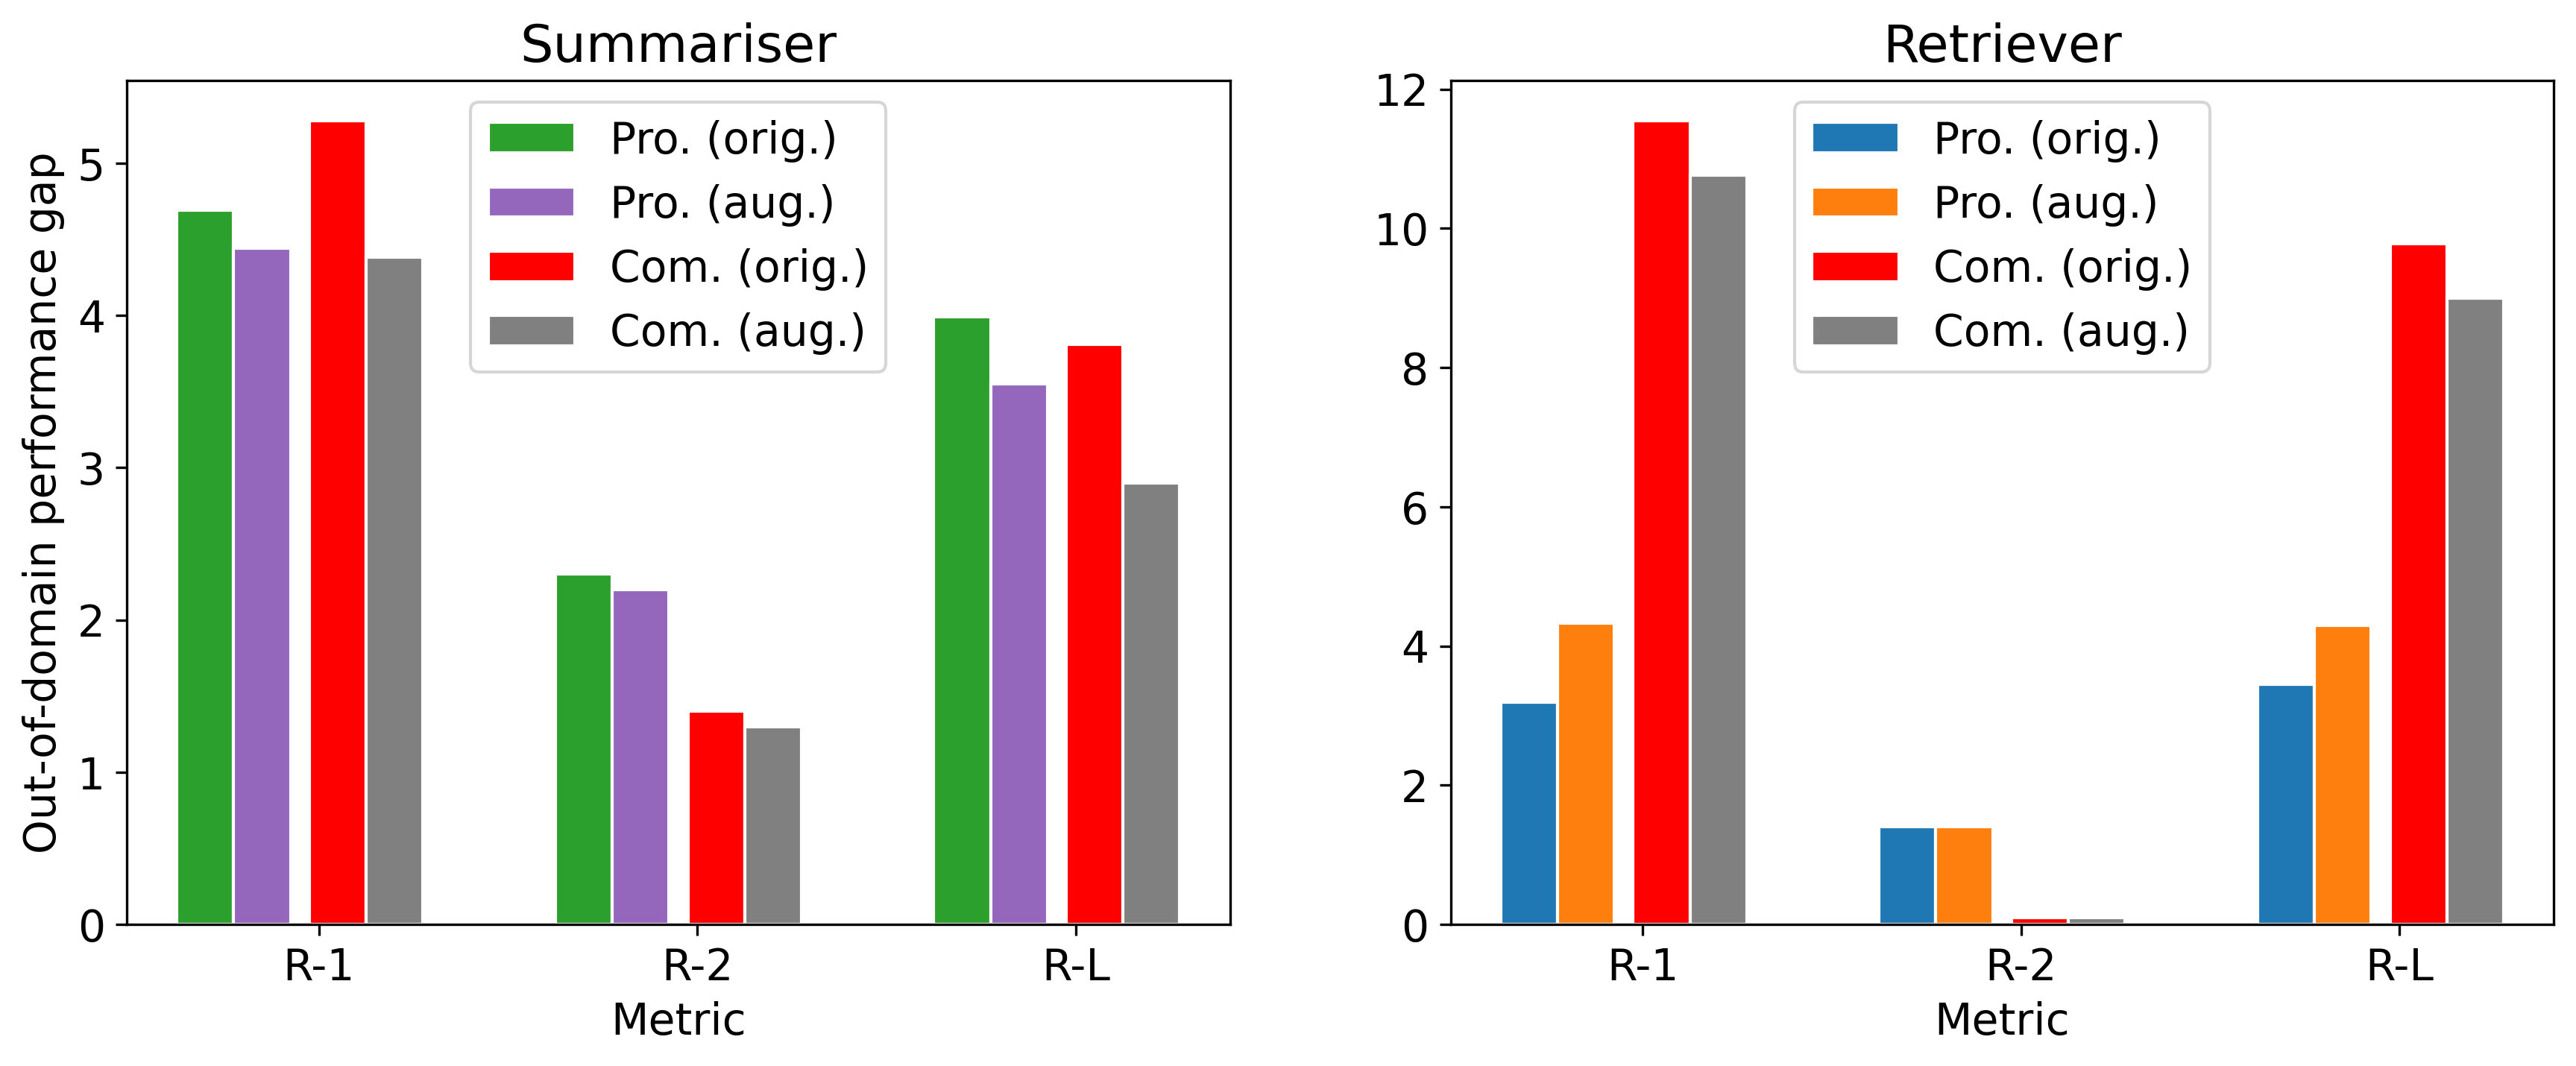 Summariser
Out-of-domain performance gap
5
4
3
2
1
0
Pro. (orig.)
Pro. (aug.)
Com. (orig.)
Com. (aug.)
R-1 R-2 R-L
Metric
Retriever
12
10
8
6
4
2
0
Pro. (orig.)
Pro. (aug.)
Com. (orig.)
Com. (aug.)
R-1 R-2 R-L
Metric